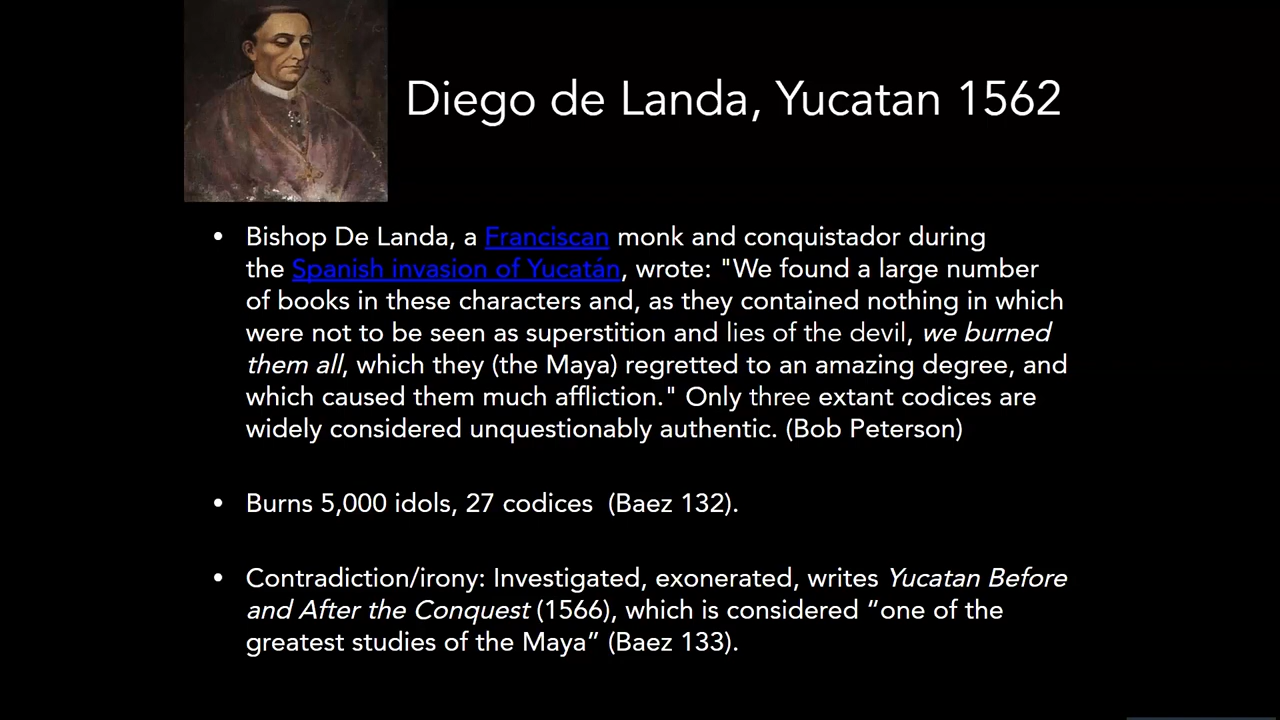 Diego de Landa, Yucatan 1562
• Bishop De Landa, a Franciscan monk and conquistador during
the Spanish invasion of Yucatán, wrote: "We found a large number
of books in these characters and, as they contained nothing in which
were not to be seen as superstition and lies of the devil, we burned
them all, which they (the Maya) regretted to an amazing degree, and
which caused them much affliction." Only three extant codices are
widely considered unquestionably authentic. (Bob Peterson)
• Burns 5,000 idols, 27 codices  (Baez 132).
• Contradiction/irony: Investigated, exonerated, writes Yucatan Before
and After the Conquest (1566), which is considered “one of the
greatest studies of the Maya” (Baez 133).